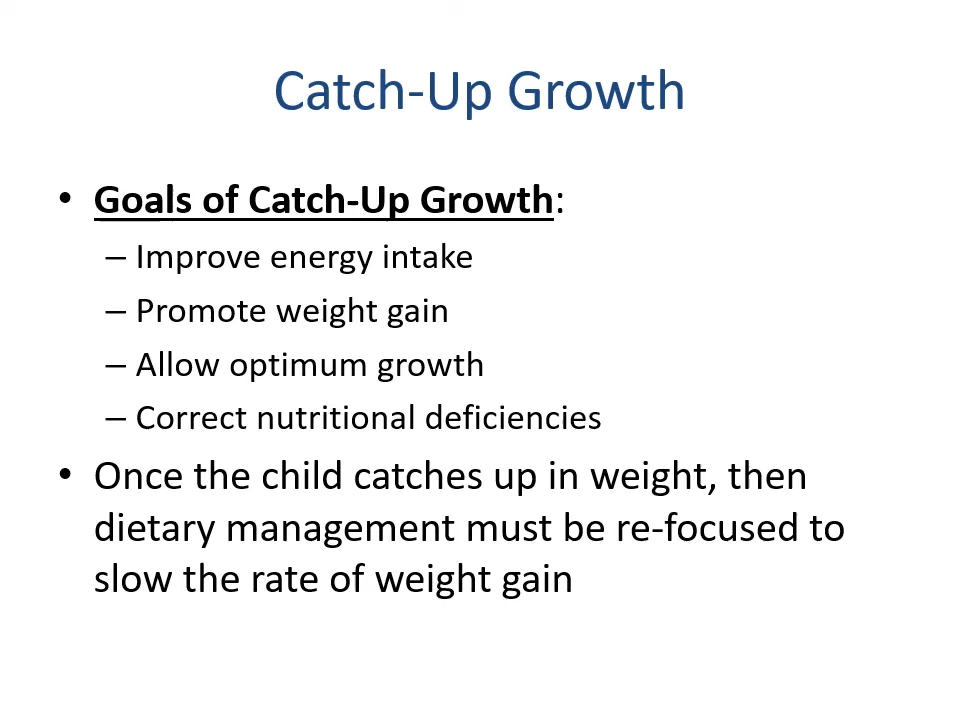 Catch-Up Growth
• Goals of Catch-Up Growth:
– Improve energy intake
– Promote weight gain
– Allow optimum growth
– Correct nutritional deficiencies
• Once the child catches up in weight, then
dietary management must be re-focused to
slow the rate of weight gain